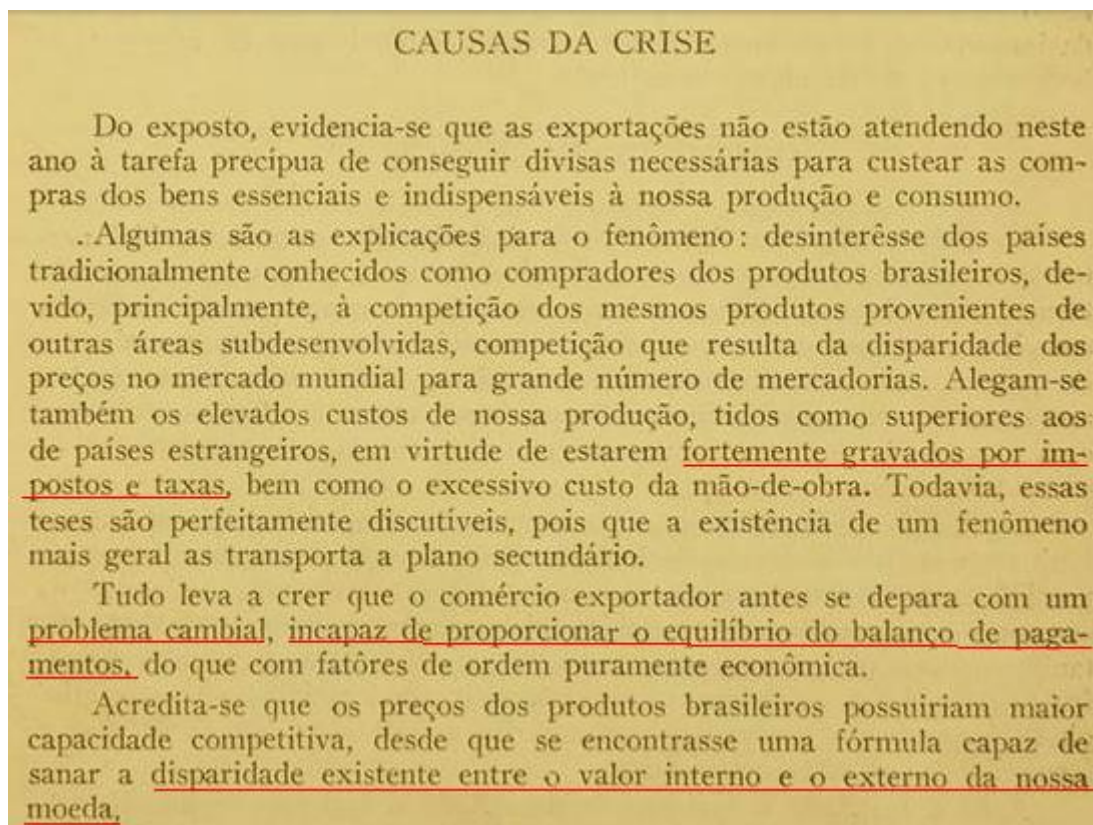 CAUSAS DA CRISE
Do exposto, evidencia-se que as exportações não estão atendendo neste
ano à tarefa precípua de conseguir divisas necessárias para custear as com-
pras dos bens essenciais e indispensáveis à nossa produção e consumo.
Algumas são as explicações para o fenômeno: desinterêsse dos países
tradicionalmente conhecidos como compradores dos produtos brasileiros, de-
vido, principalmente, à competição dos mesmos produtos provenientes de
outras áreas subdesenvolvidas, competição que resulta da disparidade dos
preços no mercado mundial para grande número de mercadorias. Alegam-se
também os elevados custos de nossa produção, tidos como superiores aos
de países estrangeiros, em virtude de estarem fortemente gravados por im-
postos e taxas, bem como o excessivo custo da mão-de-obra. Todavia, essas
teses são perfeitamente discutíveis, pois que a existência de um fenômeno
mais geral as transporta a plano secundário.
Tudo leva a crer que o comércio exportador antes se depara com um
problema cambial, incapaz de proporcionar o equilíbrio do balanço de paga-
mentos, do que com fatôres de ordem puramente econômica.
Acredita-se que os preços dos produtos brasileiros possuiriam maior
capacidade competitiva, desde que se encontrasse uma fórmula capaz de
sanar a disparidade existente entre o valor interno e o externo da nossa
moeda.